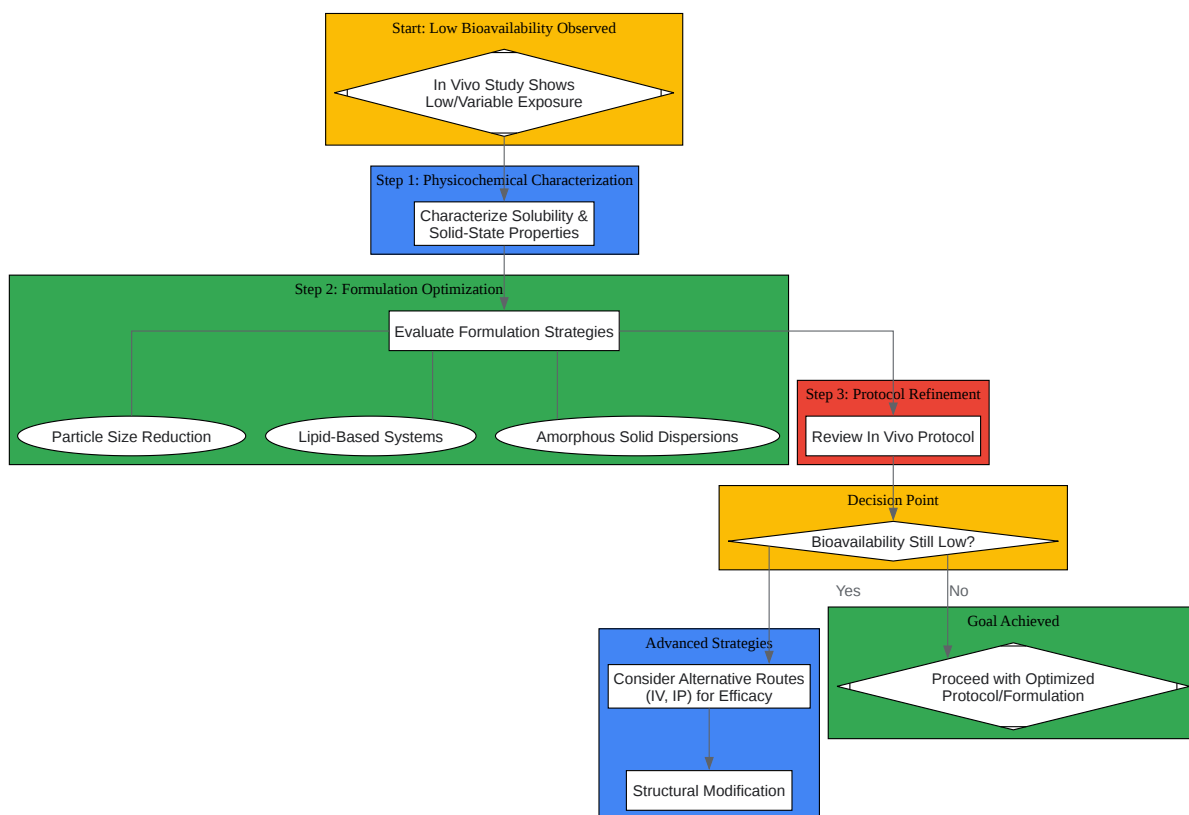 Start: Low Bioavailability Observed
In Vivo Study Shows
Low/Variable Exposure
Step 1: Physicochemical Characterization
Characterize Solubility &
Solid-State Properties
Step 2: Formulation Optimization
Evaluate Formulation Strategies
Particle Size Reduction
Lipid-Based Systems
Amorphous Solid Dispersions
Step 3: Protocol Refinement
Review In Vivo Protocol
Decision Point
Bioavailability Still Low?
Yes
No
Advanced Strategies
Consider Alternative Routes
(IV, IP) for Efficacy
Structural Modification
Goal Achieved
Proceed with Optimized
Protocol/Formulation